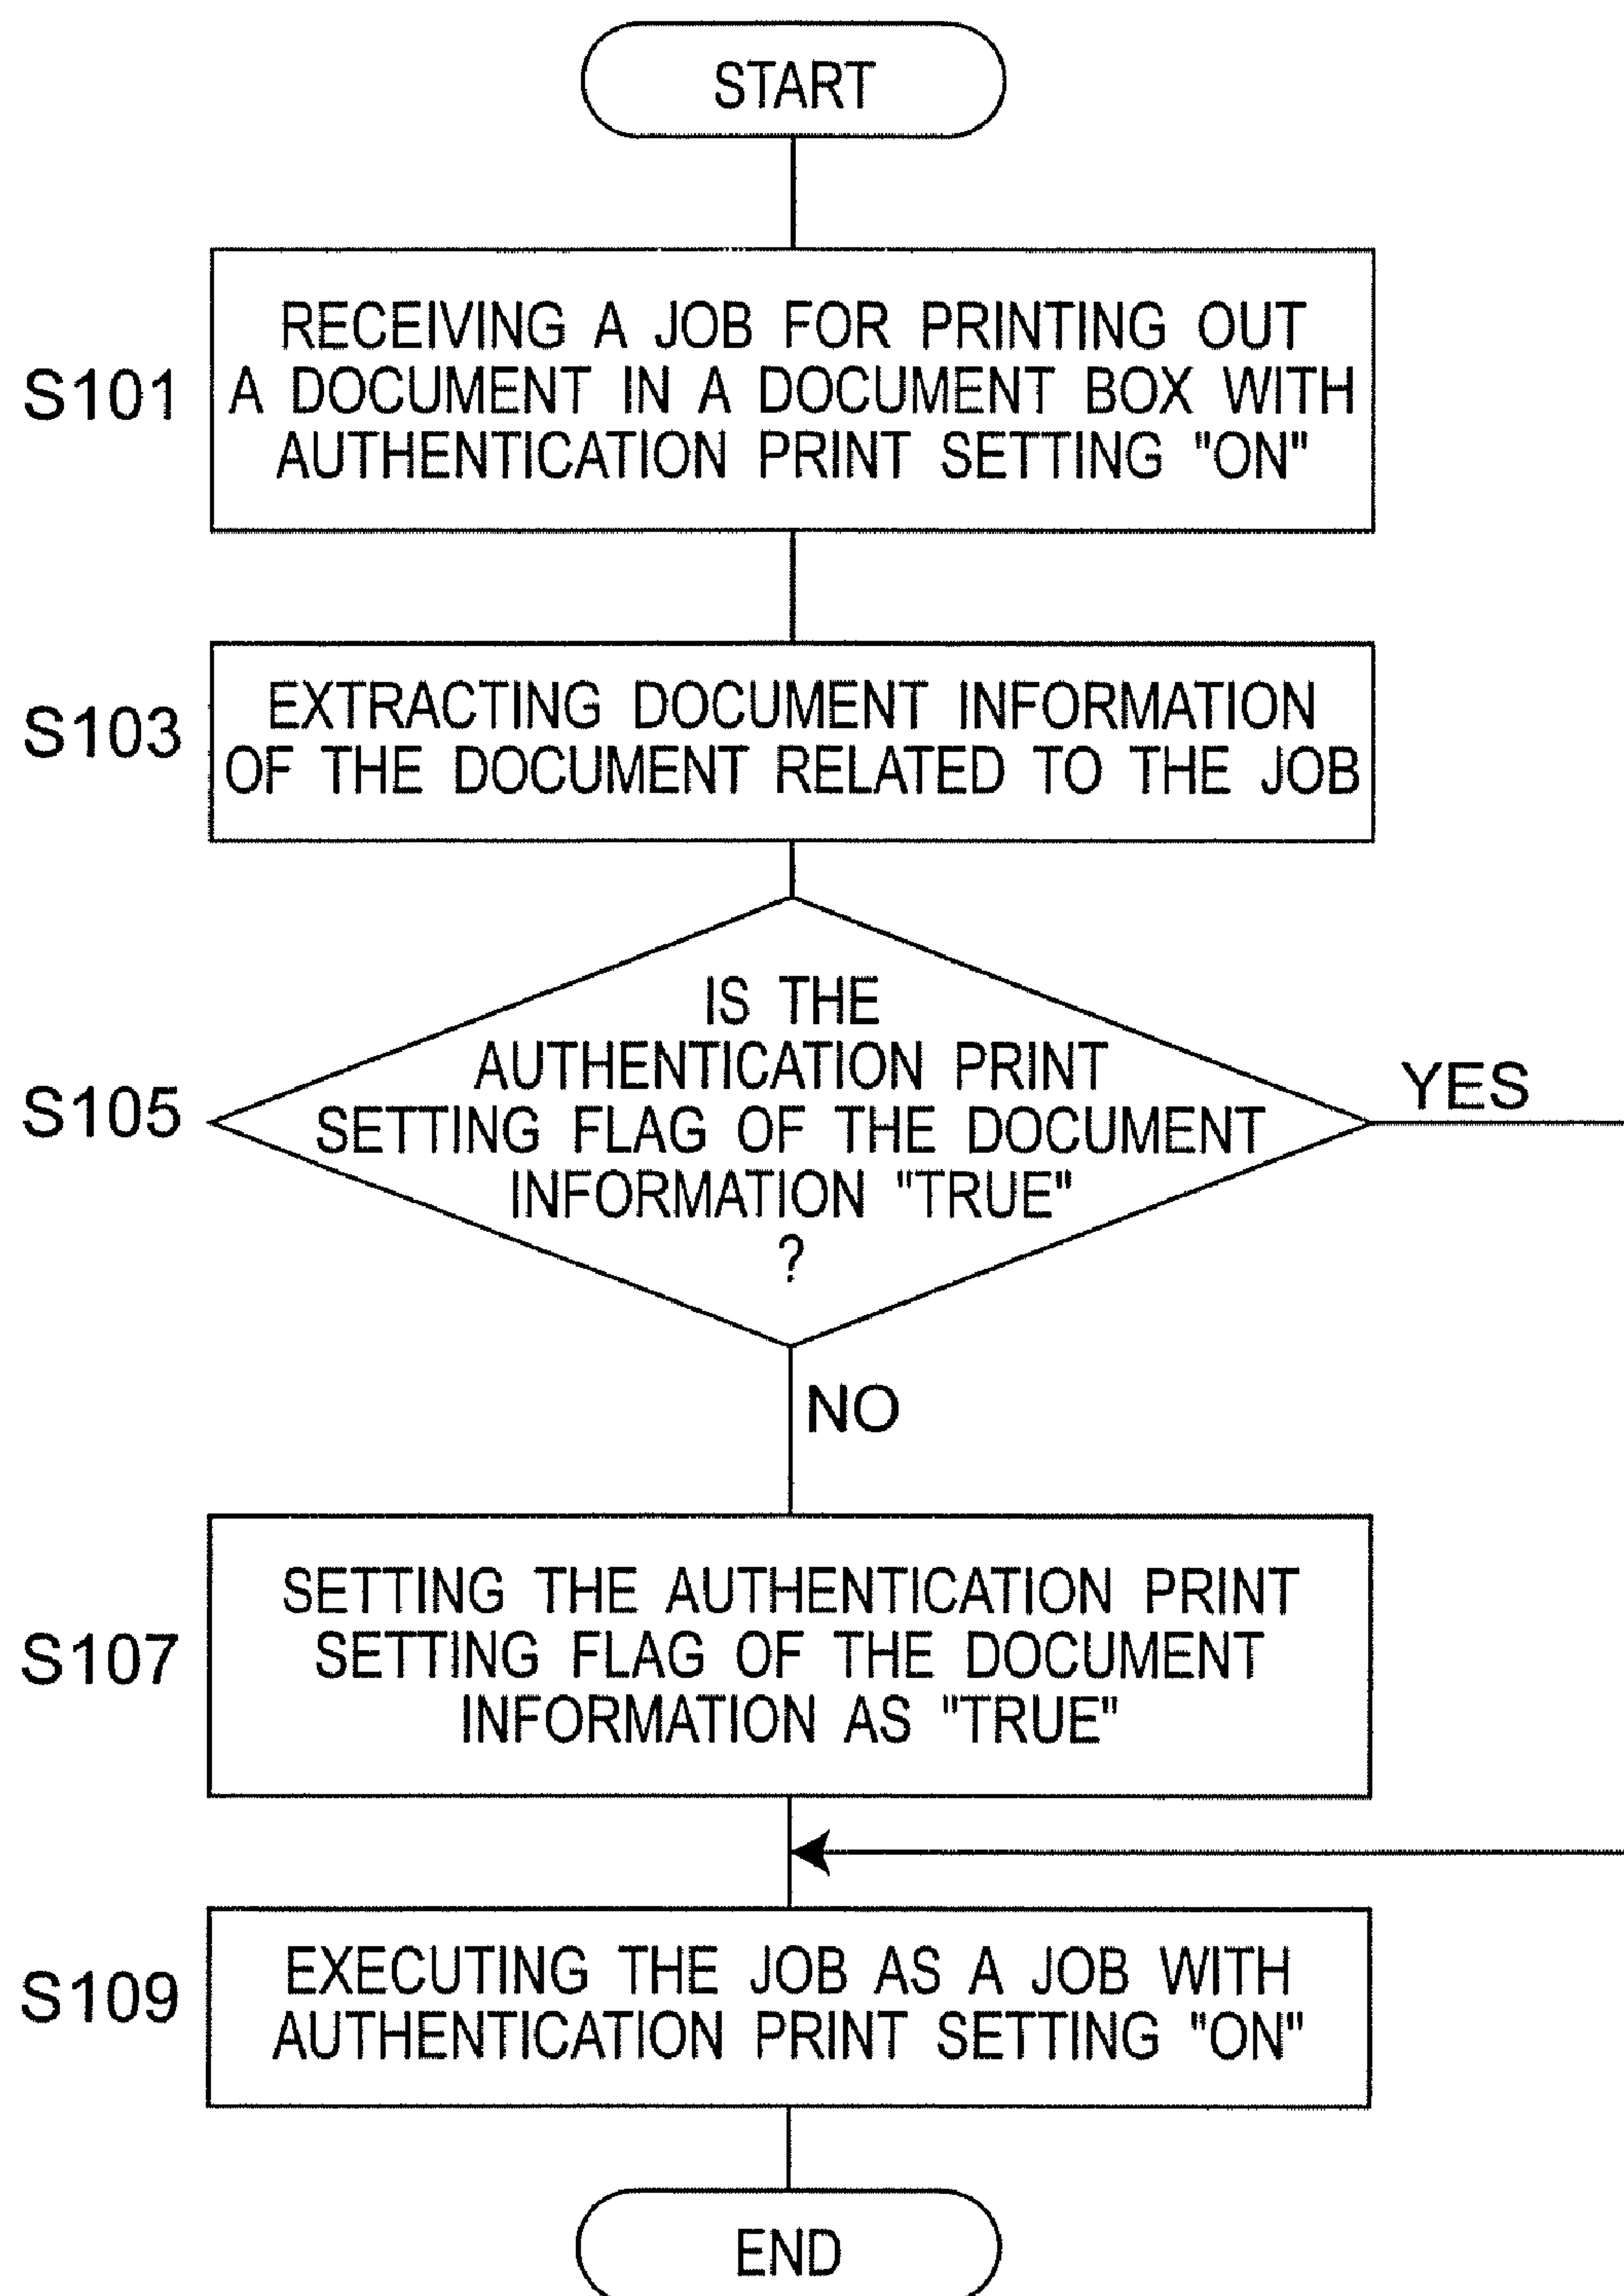 START
S101
RECEIVING A JOB FOR PRINTING OUT
A DOCUMENT IN A DOCUMENT BOX WITH
AUTHENTICATION PRINT SETTING "ON"
S103
EXTRACTING DOCUMENT INFORMATION
OF THE DOCUMENT RELATED TO THE JOB
S105
IS THE
AUTHENTICATION PRINT
SETTING FLAG OF THE DOCUMENT
INFORMATION "TRUE"
?
YES
NO
S107
SETTING THE AUTHENTICATION PRINT
SETTING FLAG OF THE DOCUMENT
INFORMATION AS "TRUE"
S109
EXECUTING THE JOB AS A JOB WITH
AUTHENTICATION PRINT SETTING "ON"
END